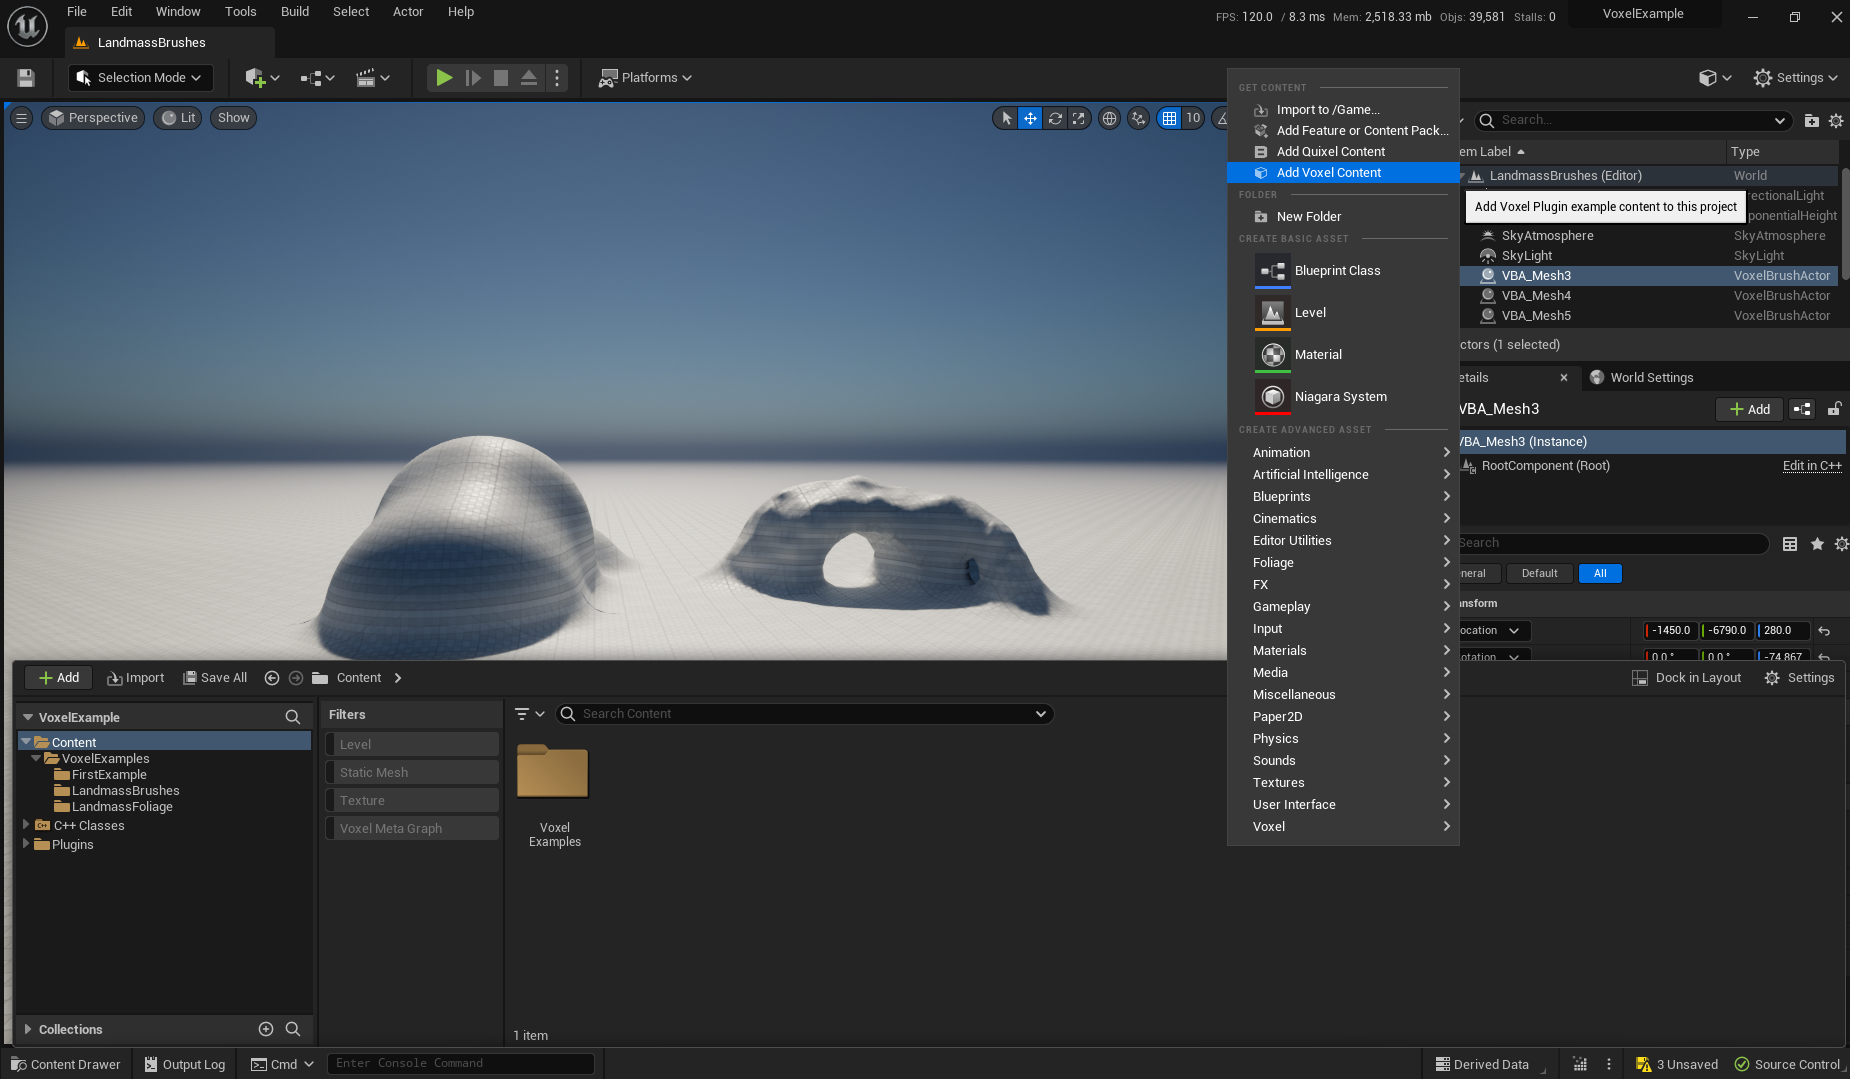 File Edit Window Tools Build Select Actor Help
FPS: 120.0 / 8.3 ms Mem: 2,518.33 mb Objs: 39,581 Stalls: 0
VoxelExample
LandmassBrushes
Selection Mode
Platforms
Settings
Perspective Lit Show
10
GET CONTENT
Import to /Game...
Add Feature or Content Pack...
Add Quixel Content
Add Voxel Content
FOLDER
New Folder
CREATE BASIC ASSET
Blueprint Class
Level
Material
Niagara System
CREATE ADVANCED ASSET
Animation
Artificial Intelligence
Blueprints
Cinematics
Editor Utilities
Foliage
FX
Gameplay
Input
Materials
Media
Miscellaneous
Paper2D
Physics
Sounds
Textures
User Interface
Voxel
Search...
em Label Type
LandmassBrushes (Editor) World
rectionalLight
Add Voxel Plugin example content to this project
ponentialHeight
SkyAtmosphere SkyAtmosphere
SkyLight SkyLight
VBA_Mesh3 VoxelBrushActor
VBA_Mesh4 VoxelBrushActor
VBA_Mesh5 VoxelBrushActor
ctors (1 selected)
etails World Settings
VBA_Mesh3 Add
VBA_Mesh3 (Instance)
RootComponent (Root) Edit in C++
Search
neral Default All
ansform
ocation -1450.0 -6790.0 280.0
otation 0.0 ° 0.0 ° -74.867
Add Import Save All Content
Dock in Layout Settings
VoxelExample
Content
VoxelExamples
FirstExample
LandmassBrushes
LandmassFoliage
C++ Classes
Plugins
Collections
Filters
Level
Static Mesh
Texture
Voxel Meta Graph
Search Content
Voxel
Examples
1 item
Content Drawer Output Log Cmd Enter Console Command
Derived Data 3 Unsaved Source Control